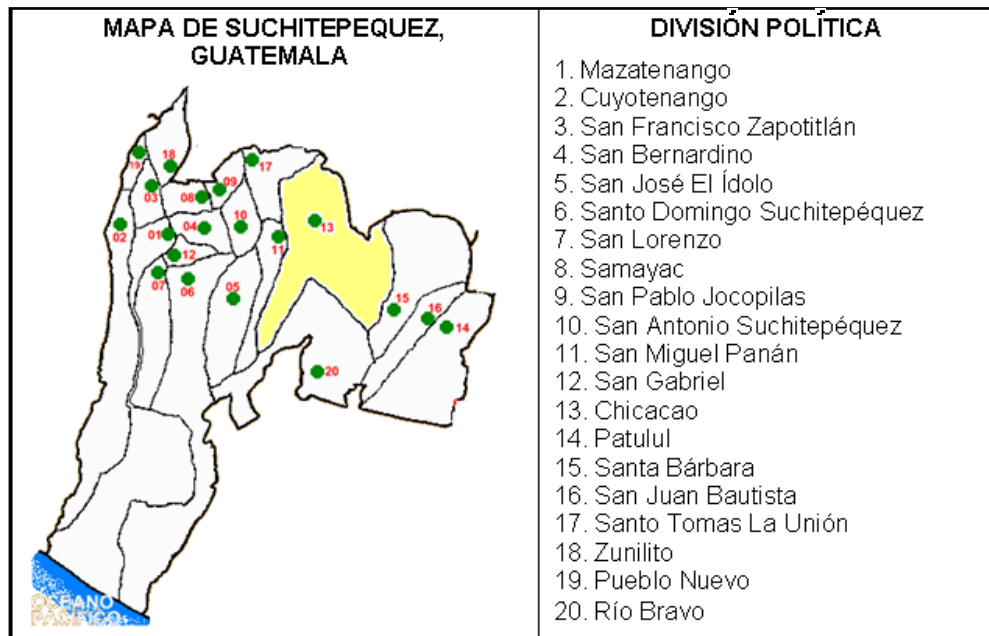 MAPA DE SUCHITEPEQUEZ,
GUATEMALA
19
18
17
03
08
09
02
01
04
10
11
13
12
07
06
05
15
16
14
20
OCEANO
PACIFICO
DIVISIÓN POLÍTICA
1. Mazatenango
2. Cuyotenango
3. San Francisco Zapotitlán
4. San Bernardino
5. San José El Ídolo
6. Santo Domingo Suchitepéquez
7. San Lorenzo
8. Samayac
9. San Pablo Jocopilas
10. San Antonio Suchitepéquez
11. San Miguel Panán
12. San Gabriel
13. Chicacao
14. Patulul
15. Santa Bárbara
16. San Juan Bautista
17. Santo Tomas La Unión
18. Zunilito
19. Pueblo Nuevo
20. Río Bravo